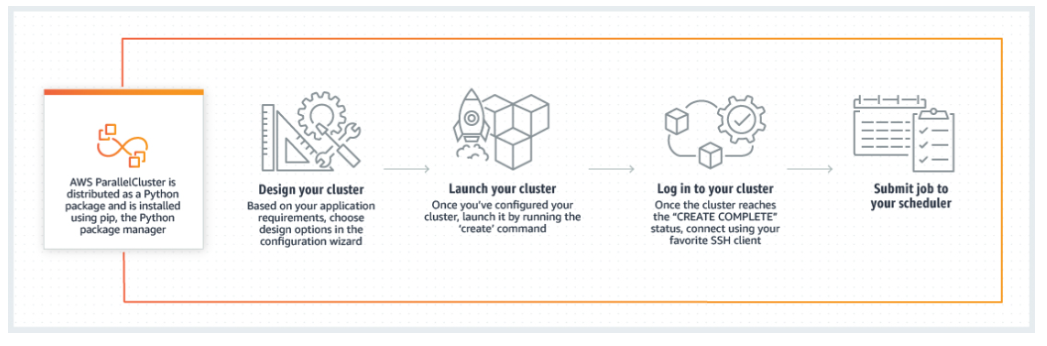 AWS ParallelCluster is
distributed as a Python
package and is installed
using pip, the Python
package manager
Design your cluster
Based on your application
requirements, choose
design options in the
configuration wizard
Launch your cluster
Once you've configured your
cluster, launch it by running the
'create' command
Log in to your cluster
Once the cluster reaches
the “CREATE COMPLETE”
status, connect using your
favorite SSH client
Submit job to
your scheduler